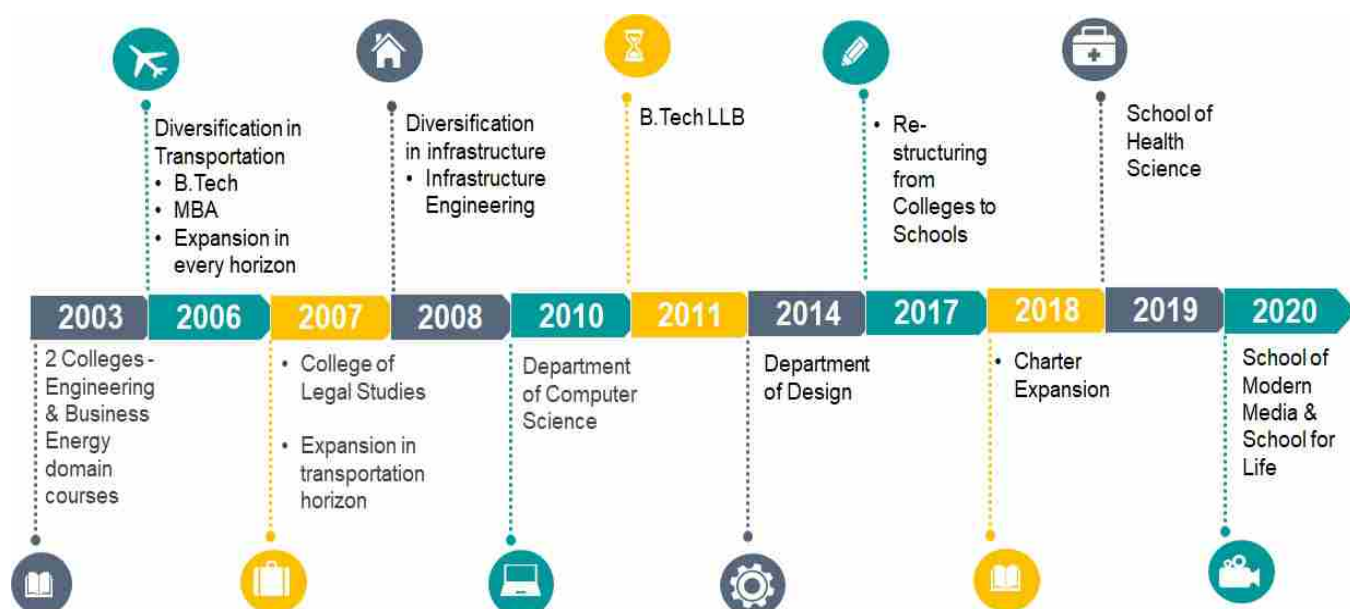 Diversification in
Transportation
• B.Tech
• MBA
• Expansion in
every horizon
Diversification
in infrastructure
• Infrastructure
Engineering
B.Tech LLB
• Re-
structuring
from
Colleges to
Schools
School of
Health
Science
2003
2006
2007
2008
2010
2011
2014
2017
2018
2019
2020
2 Colleges -
Engineering
& Business
Energy
domain
courses
• College of
Legal Studies
• Expansion in
transportation
horizon
Department
of Computer
Science
Department
of Design
• Charter
Expansion
School of
Modern
Media &
School for
Life